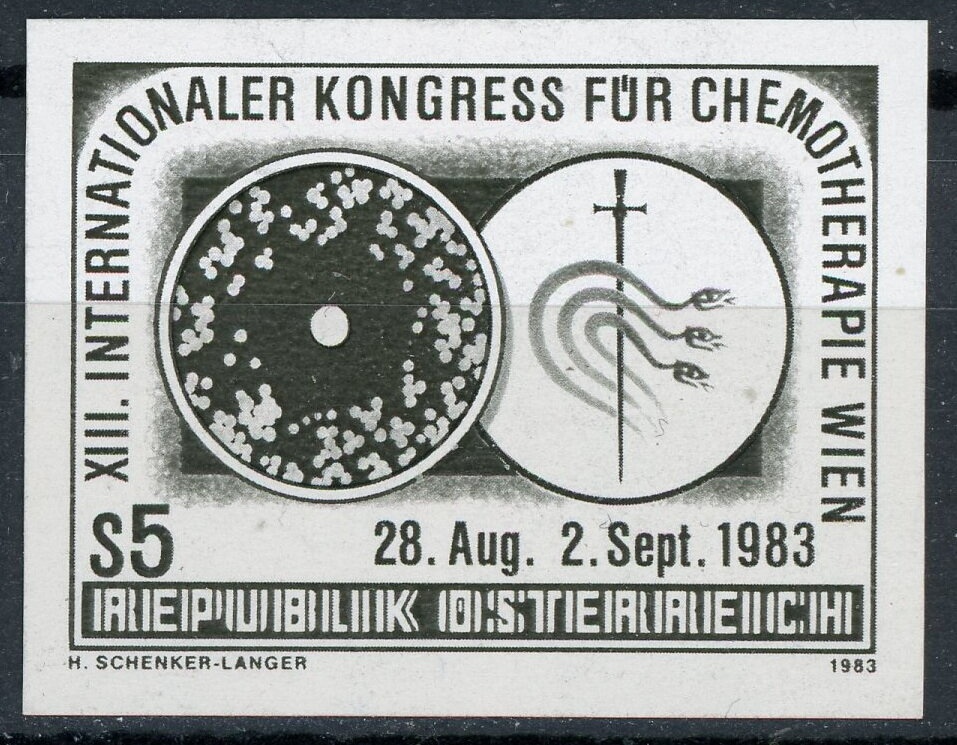 XIII. INTERNATIONALER KONGRESS FÜR CHEMOTHERAPIE WIEN
S5
28. Aug. 2. Sept. 1983
REPUBLIK ÖSTERREICH
H. SCHENKER-LANGER
1983